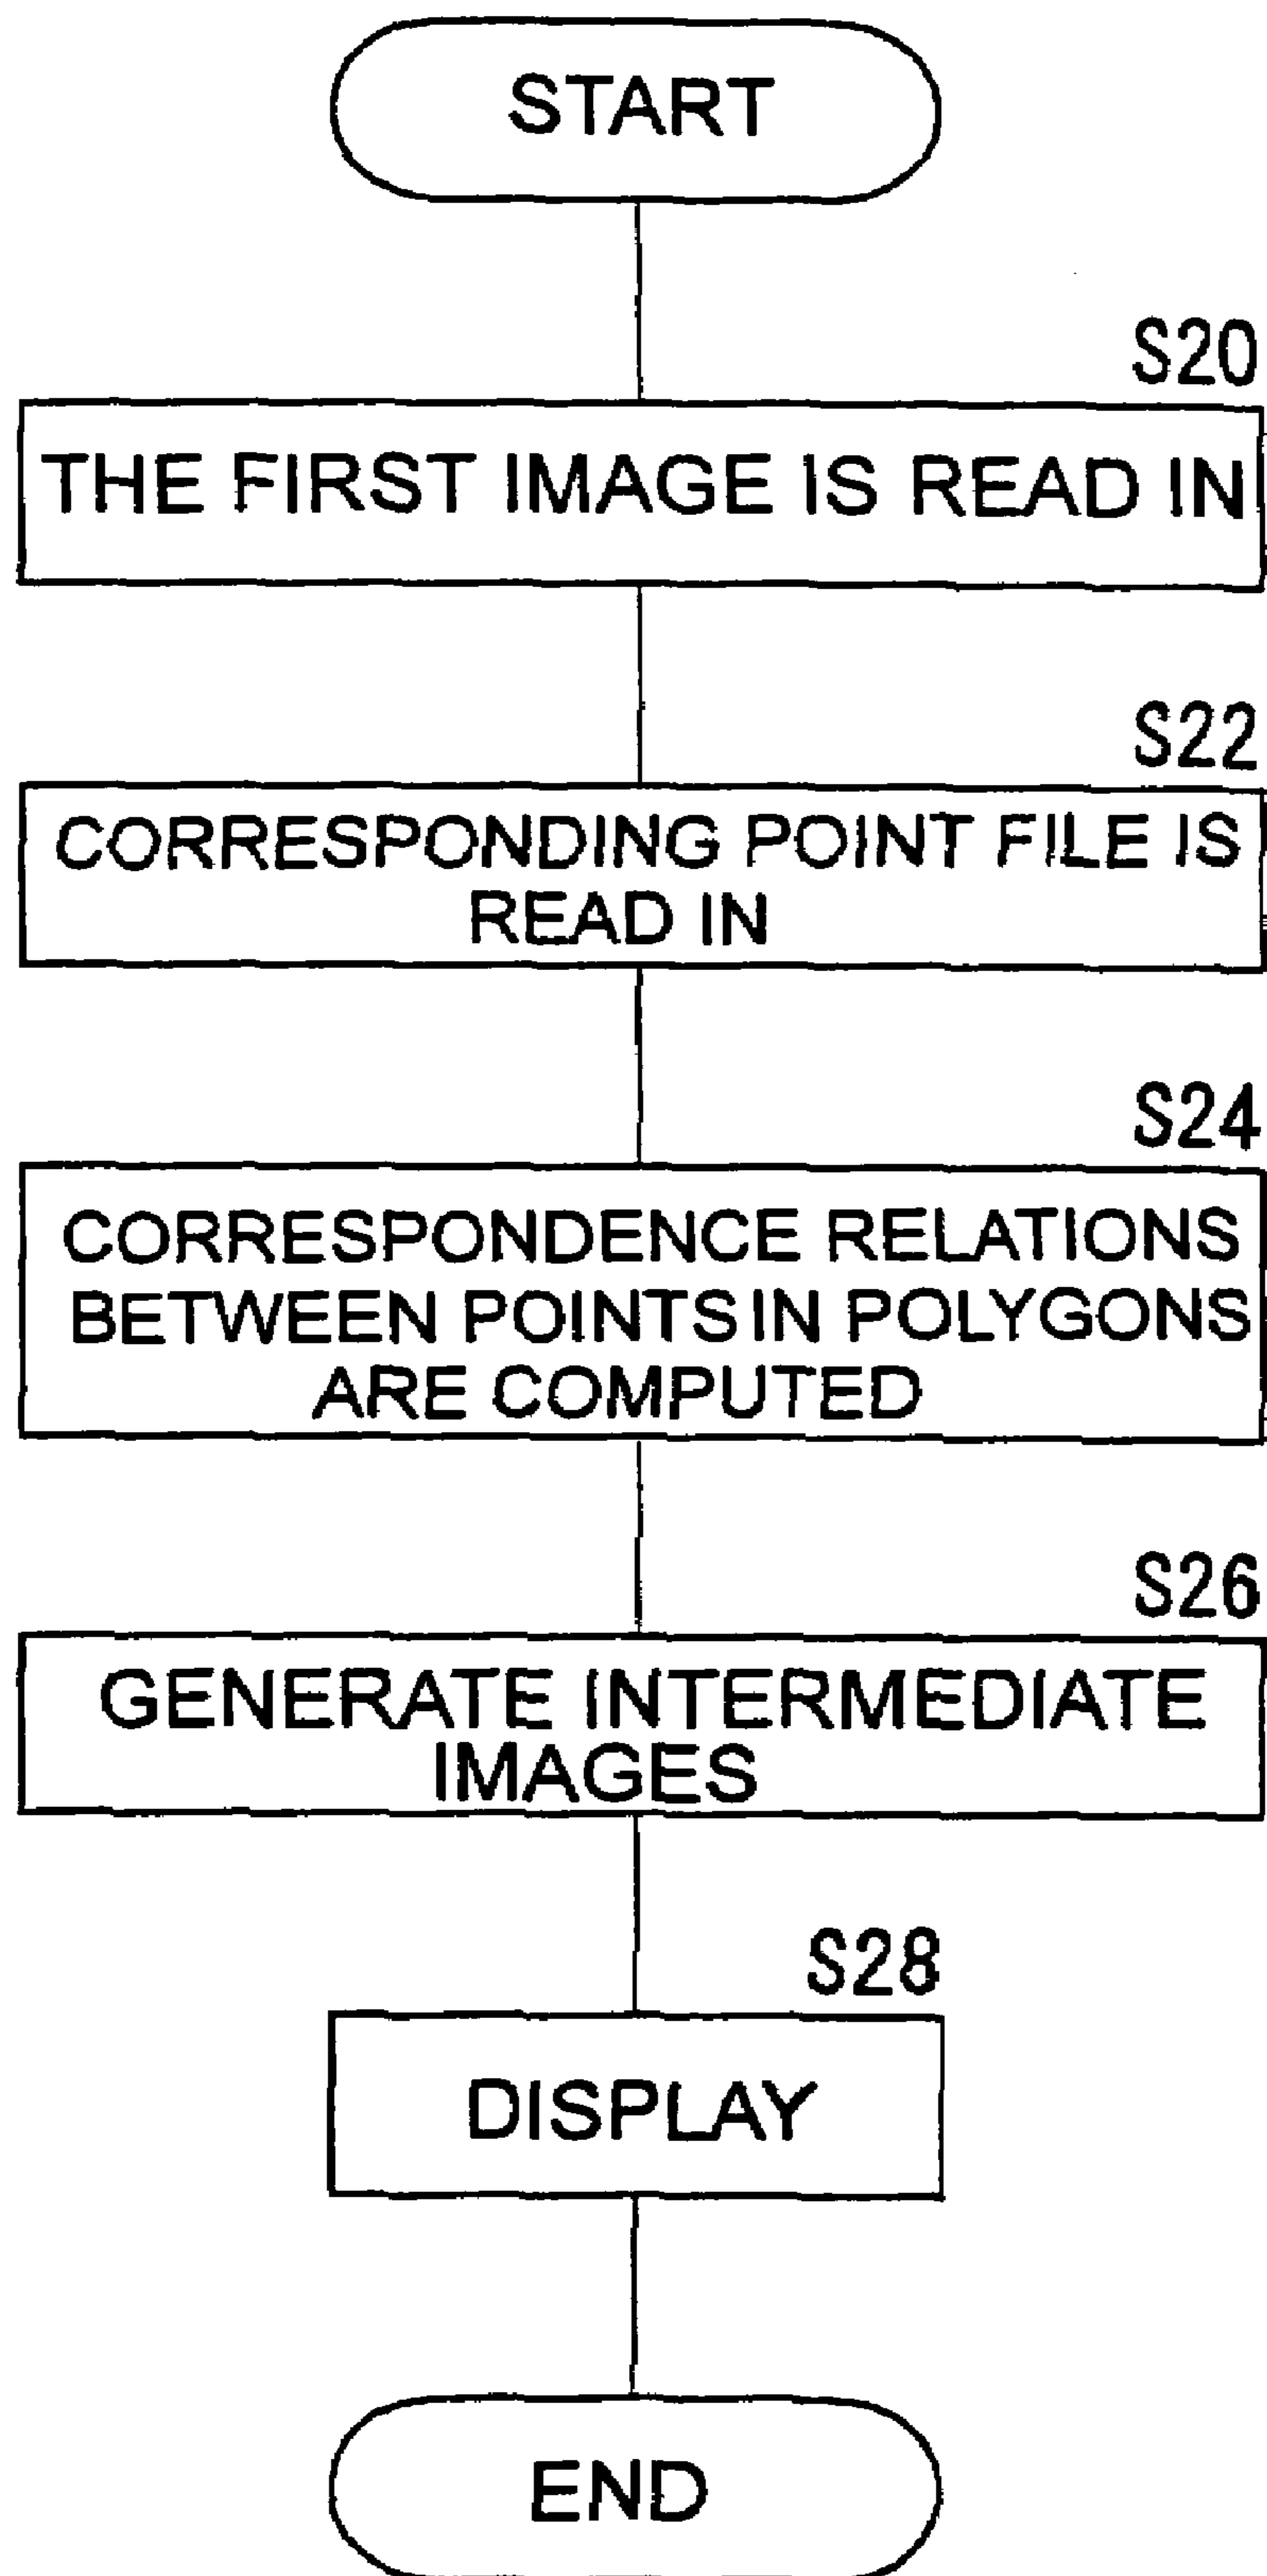 START
S20
THE FIRST IMAGE IS READ IN
S22
CORRESPONDING POINT FILE IS
READ IN
S24
CORRESPONDENCE RELATIONS
BETWEEN POINTS IN POLYGONS
ARE COMPUTED
S26
GENERATE INTERMEDIATE
IMAGES
S28
DISPLAY
END